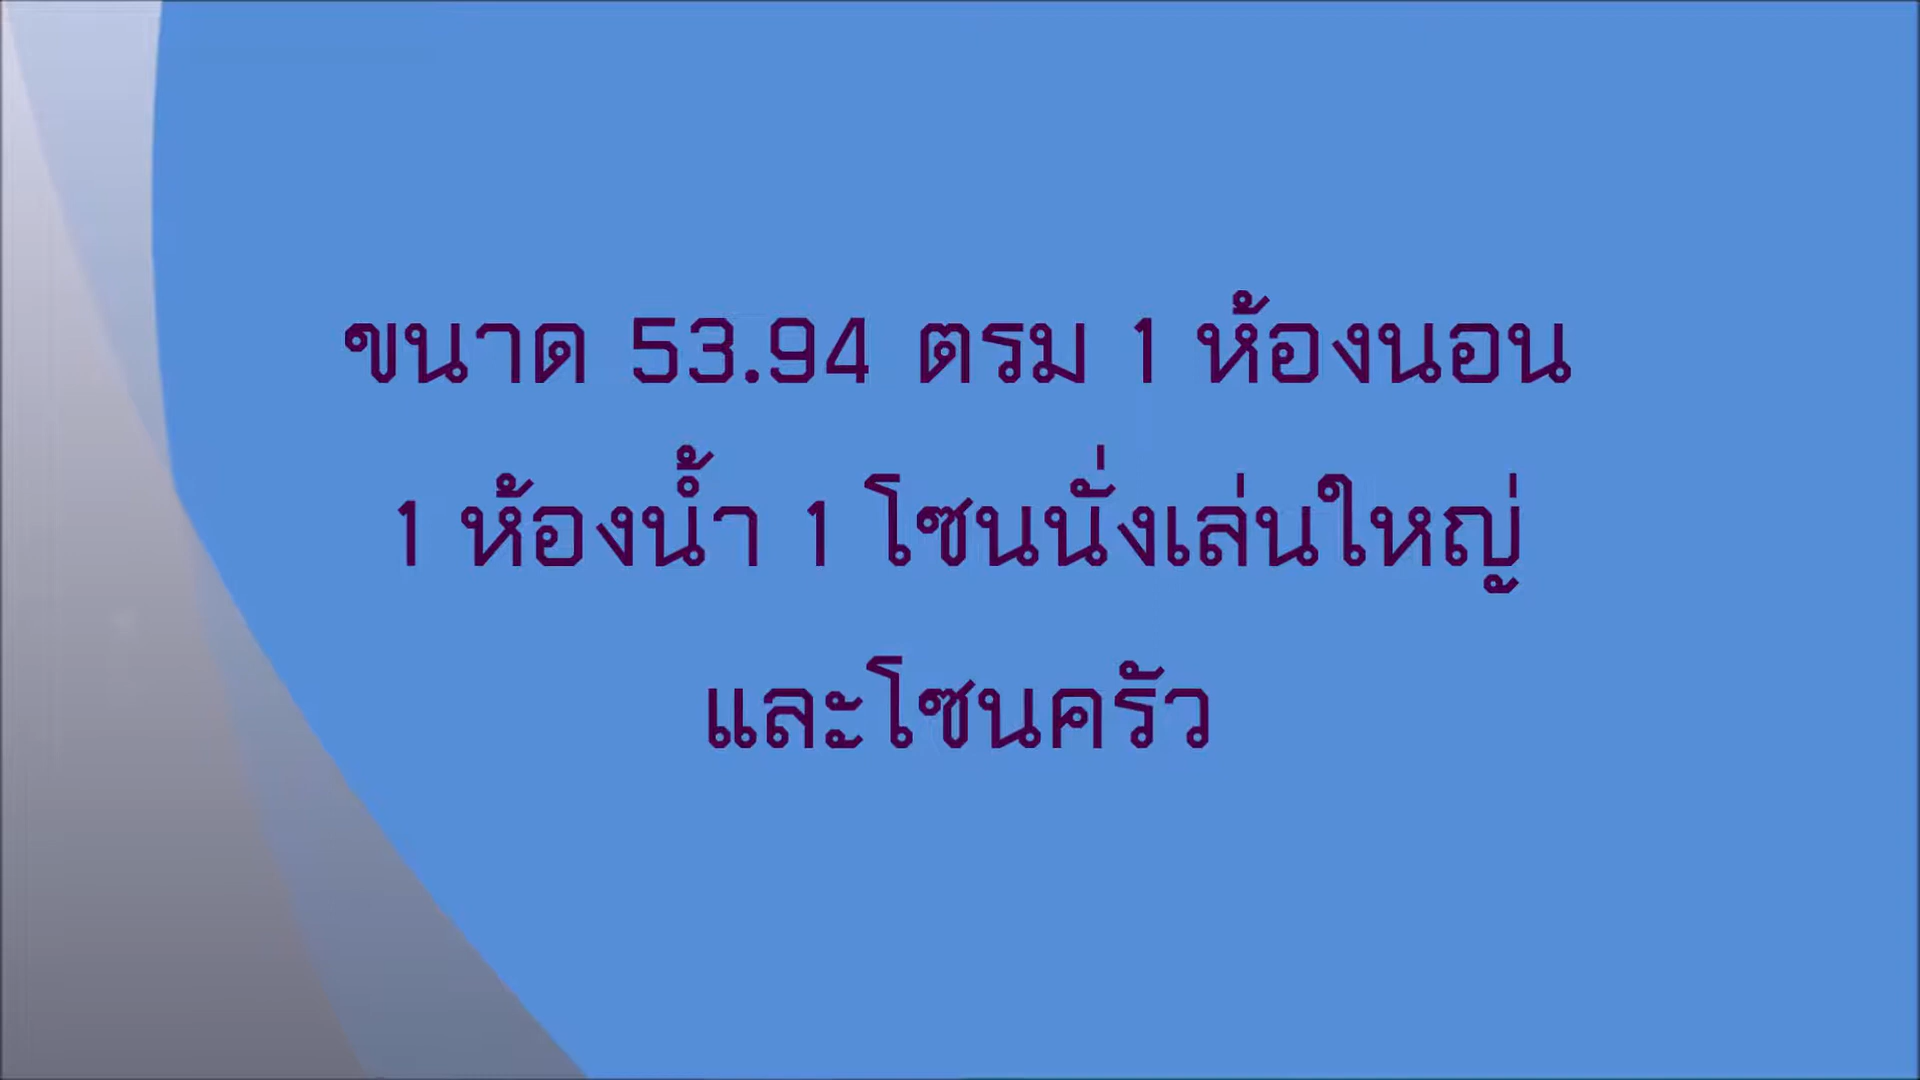 ขนาด 53.94 ตรม 1 ห้องนอน
1 ห้องน้ำ 1 โซนนั่งเล่นใหญ่
และโซนครัว